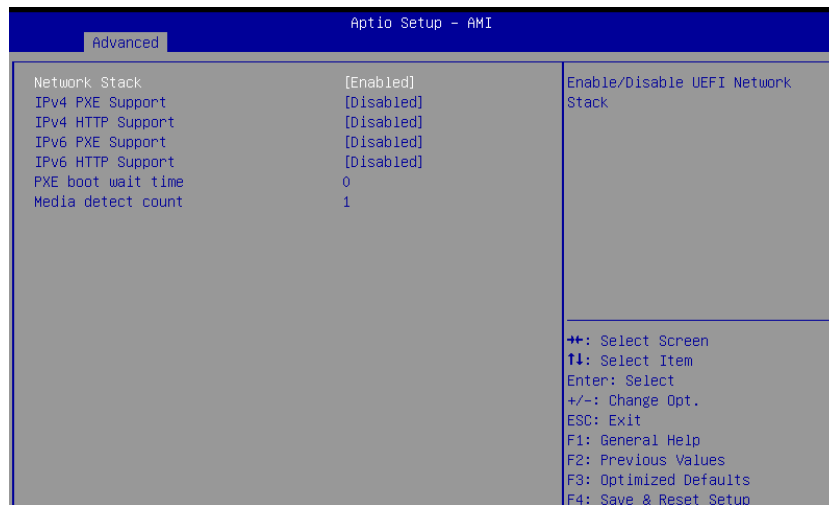 Aptio Setup – AMI
Advanced
Network Stack [Enabled]
IPv4 PXE Support [Disabled]
IPv4 HTTP Support [Disabled]
IPv6 PXE Support [Disabled]
IPv6 HTTP Support [Disabled]
PXE boot wait time 0
Media detect count 1
Enable/Disable UEFI Network
Stack
→←: Select Screen
↑↓: Select Item
Enter: Select
+/-: Change Opt.
ESC: Exit
F1: General Help
F2: Previous Values
F3: Optimized Defaults
F4: Save & Reset Setup